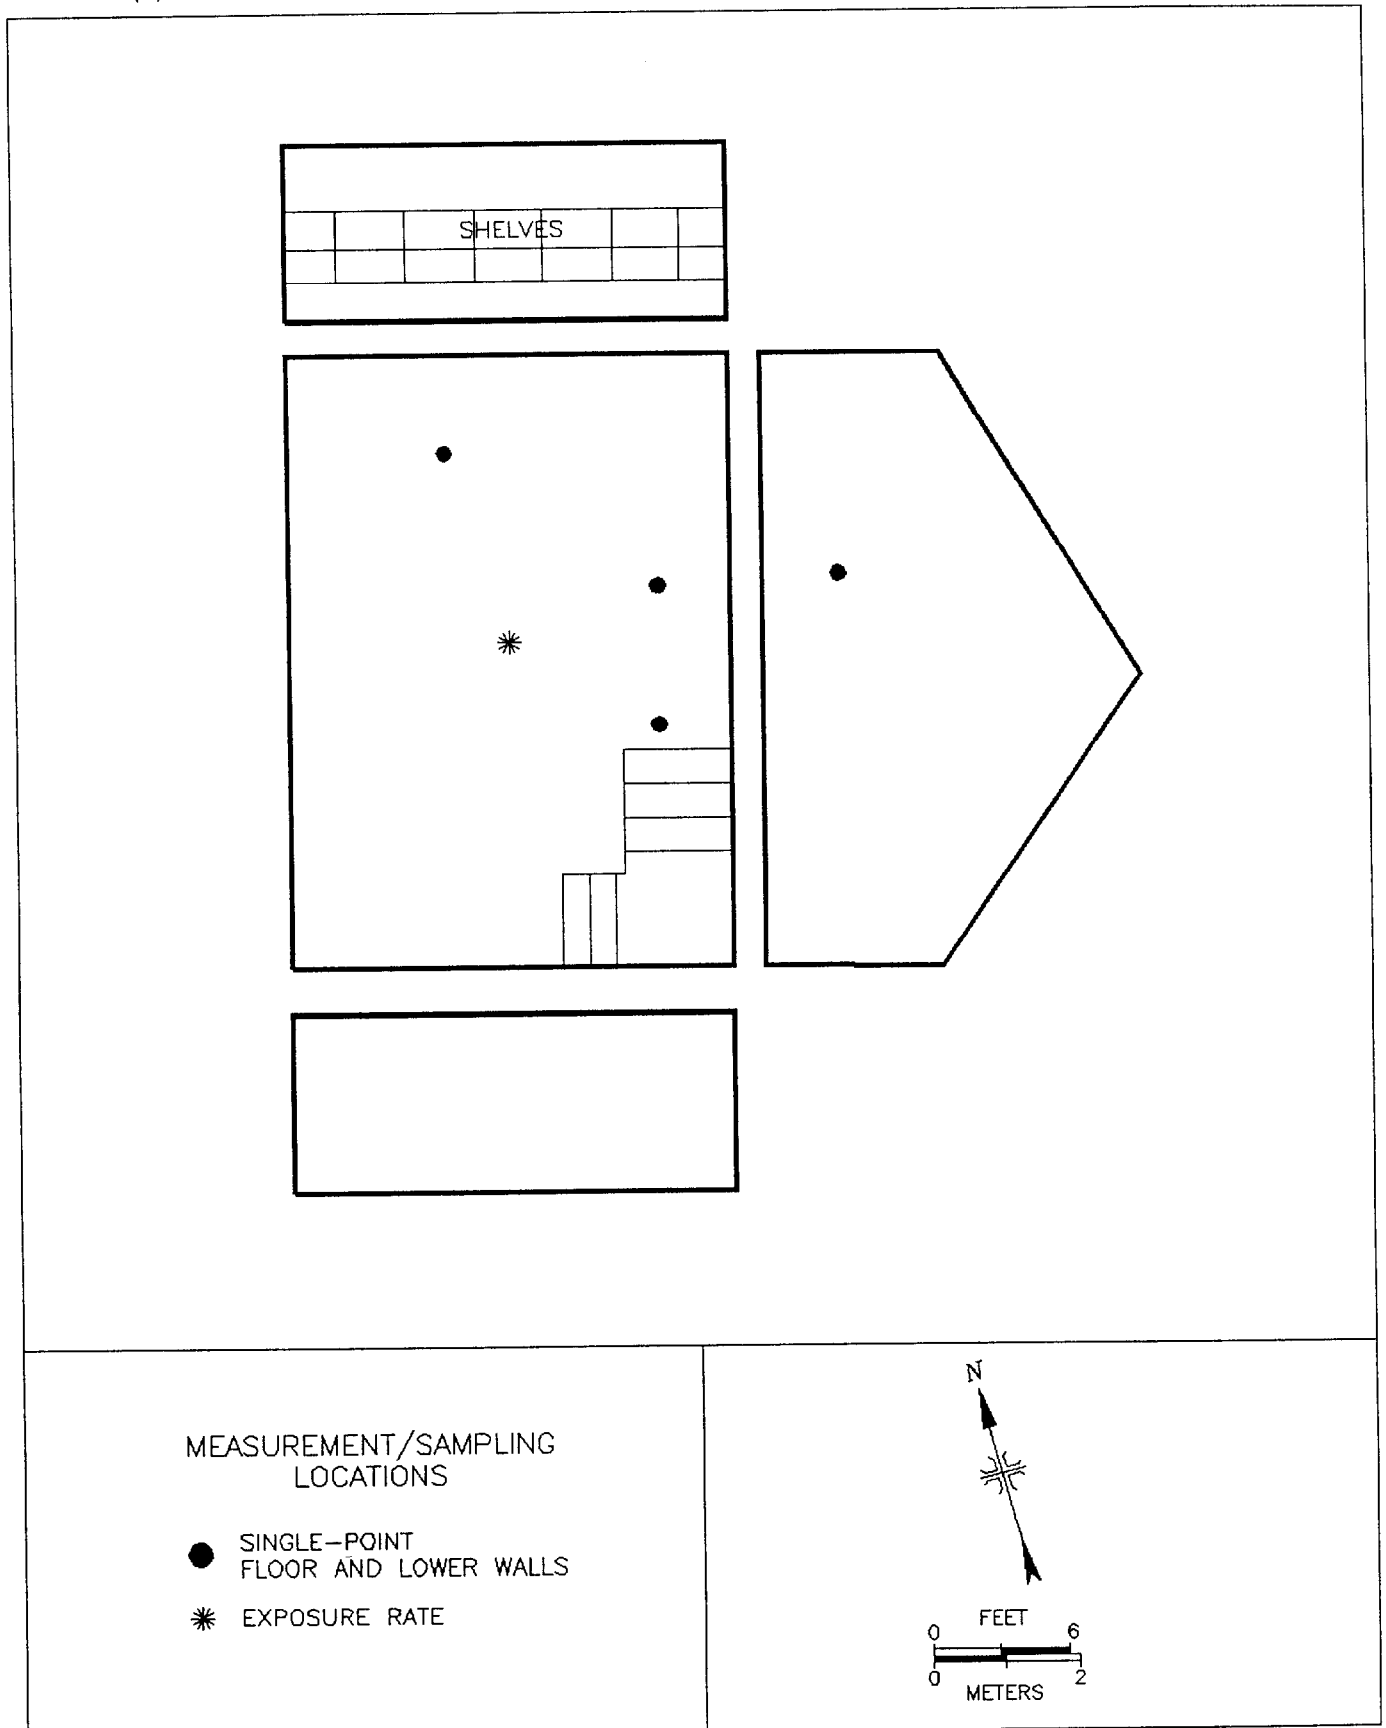 SHELVES
MEASUREMENT/SAMPLING
LOCATIONS
SINGLE-POINT
FLOOR AND LOWER WALLS
EXPOSURE RATE
N
FEET
0 6
0 2
METERS